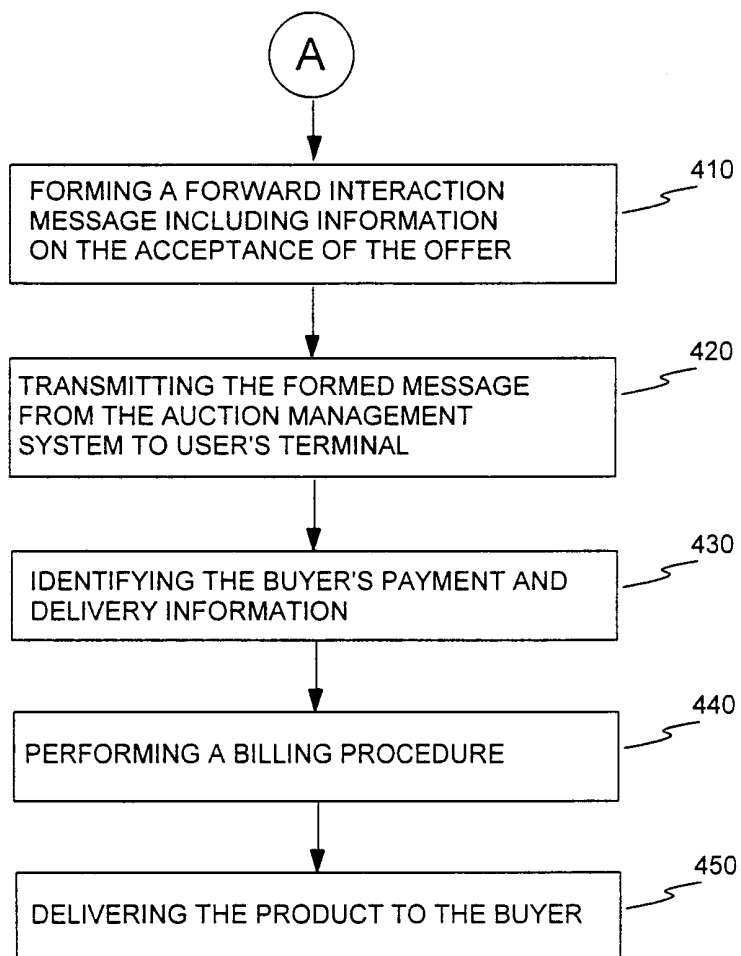 A
410
FORMING A FORWARD INTERACTION
MESSAGE INCLUDING INFORMATION
ON THE ACCEPTANCE OF THE OFFER
420
TRANSMITTING THE FORMED MESSAGE
FROM THE AUCTION MANAGEMENT
SYSTEM TO USER'S TERMINAL
430
IDENTIFYING THE BUYER'S PAYMENT AND
DELIVERY INFORMATION
440
PERFORMING A BILLING PROCEDURE
450
DELIVERING THE PRODUCT TO THE BUYER